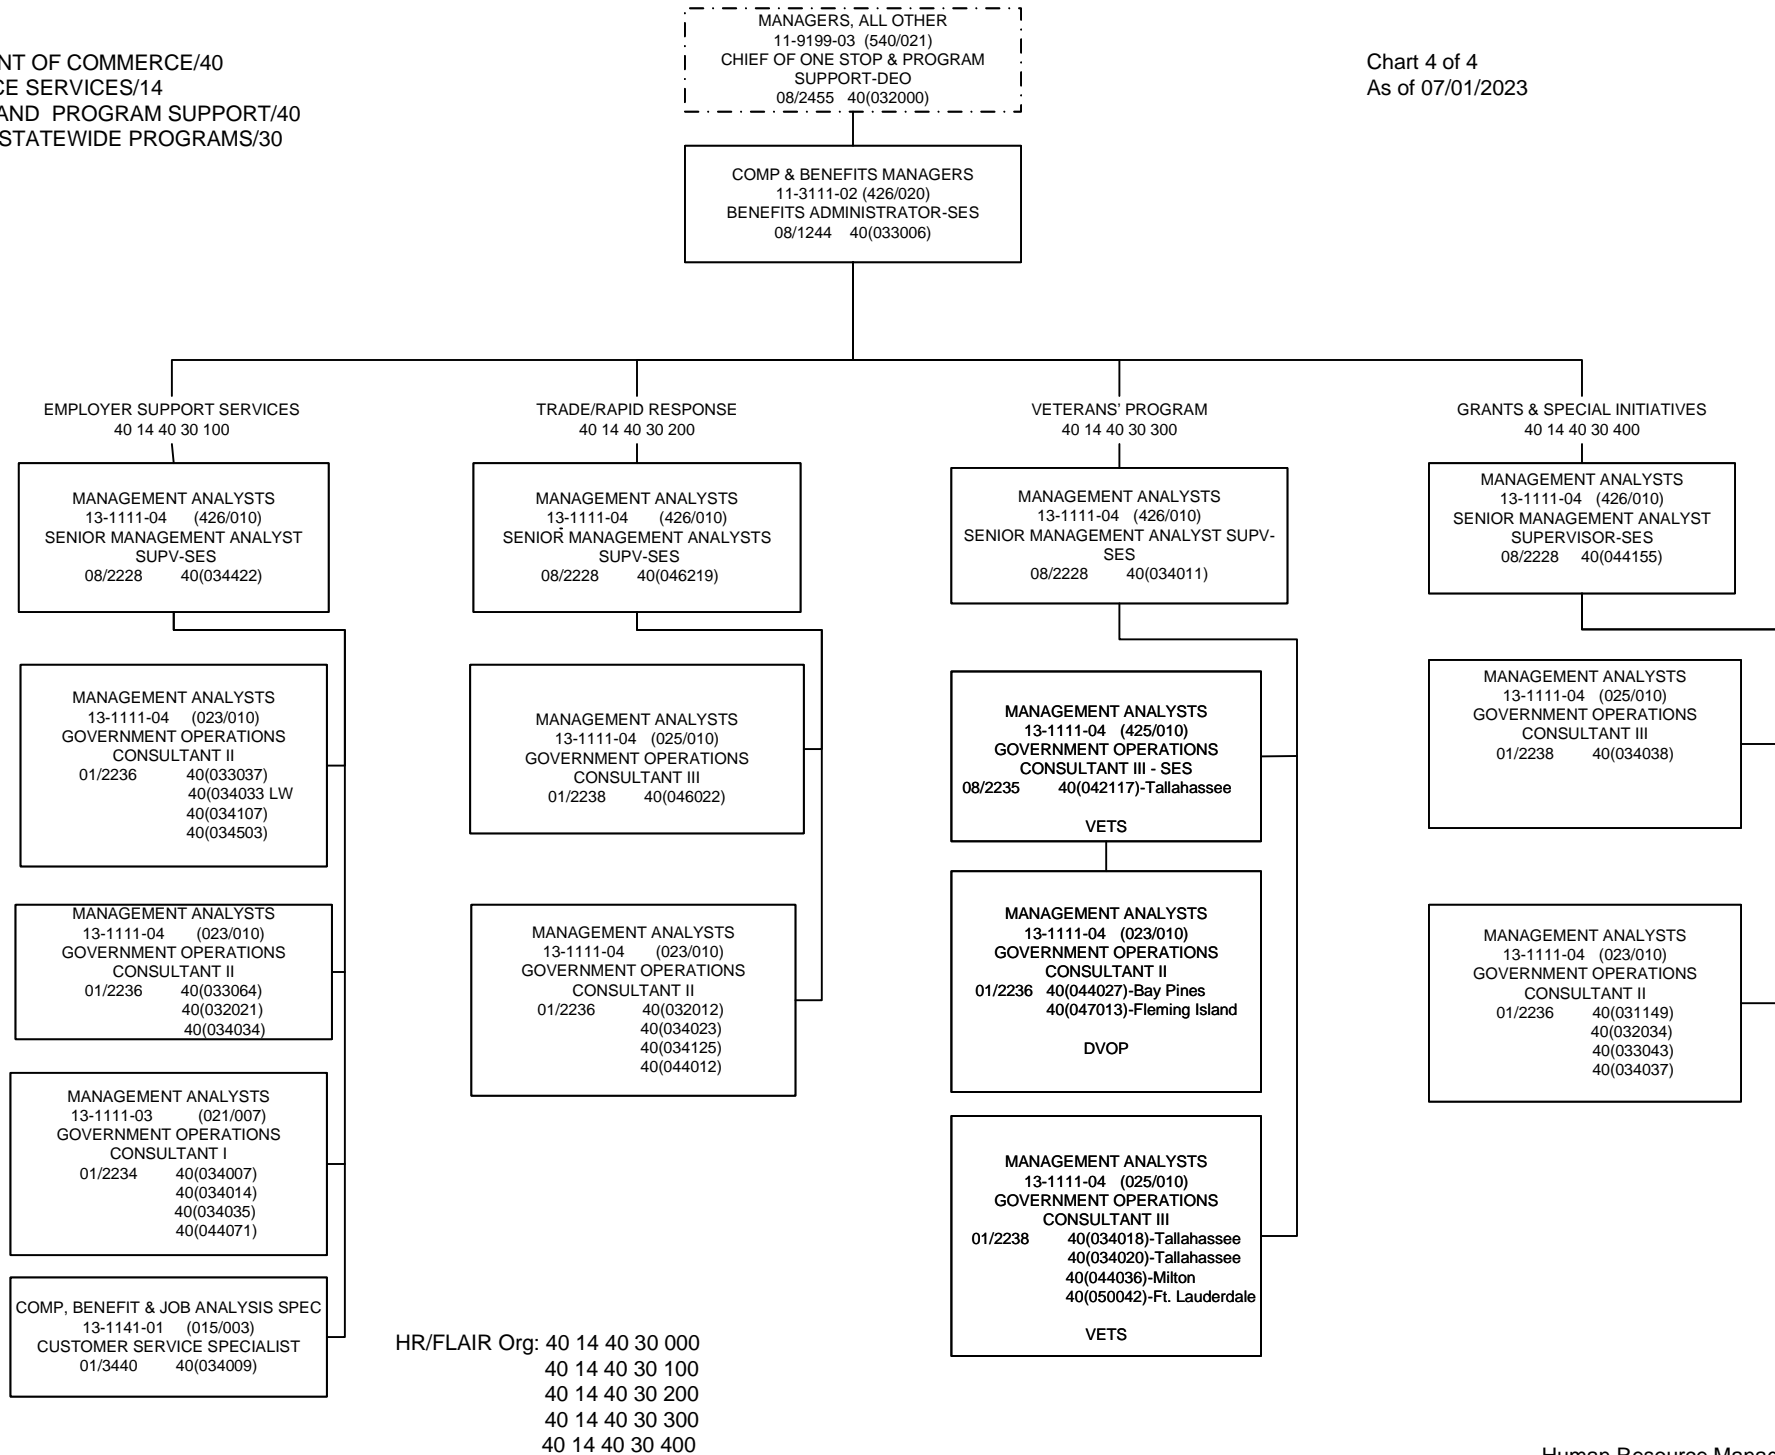 NT OF COMMERCE/40
CE SERVICES/14
AND PROGRAM SUPPORT/40
STATEWIDE PROGRAMS/30
MANAGERS, ALL OTHER
11-9199-03 (540/021)
CHIEF OF ONE STOP & PROGRAM
SUPPORT-DEO
08/2455 40(032000)
Chart 4 of 4
As of 07/01/2023
COMP & BENEFITS MANAGERS
11-3111-02 (426/020)
BENEFITS ADMINISTRATOR-SES
08/1244 40(033006)
EMPLOYER SUPPORT SERVICES
40 14 40 30 100
MANAGEMENT ANALYSTS
13-1111-04 (426/010)
SENIOR MANAGEMENT ANALYST
SUPV-SES
08/2228 40(034422)
MANAGEMENT ANALYSTS
13-1111-04 (023/010)
GOVERNMENT OPERATIONS
CONSULTANT II
01/2236 40(033037)
40(034033 LW
40(034107)
40(034503)
MANAGEMENT ANALYSTS
13-1111-04 (023/010)
GOVERNMENT OPERATIONS
CONSULTANT II
01/2236 40(033064)
40(032021)
40(034034)
MANAGEMENT ANALYSTS
13-1111-03 (021/007)
GOVERNMENT OPERATIONS
CONSULTANT I
01/2234 40(034007)
40(034014)
40(034035)
40(044071)
COMP, BENEFIT & JOB ANALYSIS SPEC
13-1141-01 (015/003)
CUSTOMER SERVICE SPECIALIST
01/3440 40(034009)
TRADE/RAPID RESPONSE
40 14 40 30 200
MANAGEMENT ANALYSTS
13-1111-04 (426/010)
SENIOR MANAGEMENT ANALYSTS
SUPV-SES
08/2228 40(046219)
MANAGEMENT ANALYSTS
13-1111-04 (025/010)
GOVERNMENT OPERATIONS
CONSULTANT III
01/2238 40(046022)
MANAGEMENT ANALYSTS
13-1111-04 (023/010)
GOVERNMENT OPERATIONS
CONSULTANT II
01/2236 40(032012)
40(034023)
40(034125)
40(044012)
VETERANS' PROGRAM
40 14 40 30 300
MANAGEMENT ANALYSTS
13-1111-04 (426/010)
SENIOR MANAGEMENT ANALYST SUPV-
SES
08/2228 40(034011)
MANAGEMENT ANALYSTS
13-1111-04 (425/010)
GOVERNMENT OPERATIONS
CONSULTANT III - SES
08/2235 40(042117)-Tallahassee
VETS
MANAGEMENT ANALYSTS
13-1111-04 (023/010)
GOVERNMENT OPERATIONS
CONSULTANT II
01/2236 40(044027)-Bay Pines
40(047013)-Fleming Island
DVOP
MANAGEMENT ANALYSTS
13-1111-04 (025/010)
GOVERNMENT OPERATIONS
CONSULTANT III
01/2238 40(034018)-Tallahassee
40(034020)-Tallahassee
40(044036)-Milton
40(050042)-Ft. Lauderdale
VETS
GRANTS & SPECIAL INITIATIVES
40 14 40 30 400
MANAGEMENT ANALYSTS
13-1111-04 (426/010)
SENIOR MANAGEMENT ANALYST
SUPERVISOR-SES
08/2228 40(044155)
MANAGEMENT ANALYSTS
13-1111-04 (025/010)
GOVERNMENT OPERATIONS
CONSULTANT III
01/2238 40(034038)
MANAGEMENT ANALYSTS
13-1111-04 (023/010)
GOVERNMENT OPERATIONS
CONSULTANT II
01/2236 40(031149)
40(032034)
40(033043)
40(034037)
HR/FLAIR Org: 40 14 40 30 000
40 14 40 30 100
40 14 40 30 200
40 14 40 30 300
40 14 40 30 400
Human Resource Manag